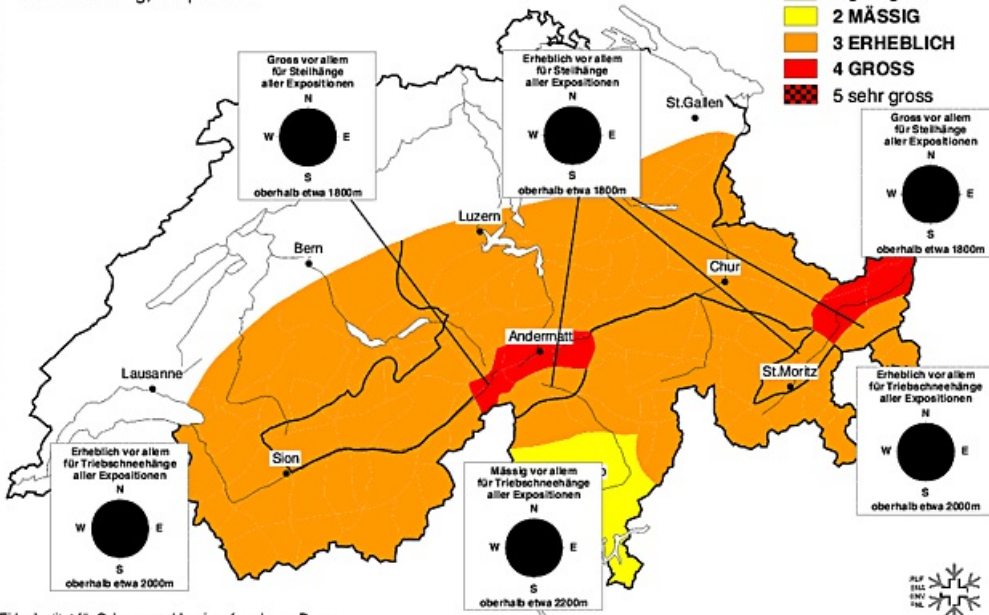 2 MÄSSIG
3 ERHEBLICH
4 GROSS
5 sehr gross
Gross vor allem
für Steilhänge
aller Expositionen
N
W E
S
oberhalb etwa 1800m
Erheblich vor allem
für Steilhänge
aller Expositionen
N
W E
S
oberhalb etwa 1800m
St.Gallen
Gross vor allem
für Steilhänge
aller Expositionen
N
W E
S
oberhalb etwa 1800m
Luzern
Bern
Chur
Andermatt
Lausanne
St.Moritz
Erheblich vor allem
für Triebschneehänge
aller Expositionen
N
W E
S
oberhalb etwa 2000m
Sion
Erheblich vor allem
für Triebschneehänge
aller Expositionen
N
W E
S
oberhalb etwa 2000m
Mässig vor allem
für Triebschneehänge
aller Expositionen
N
W E
S
oberhalb etwa 2200m
SLF